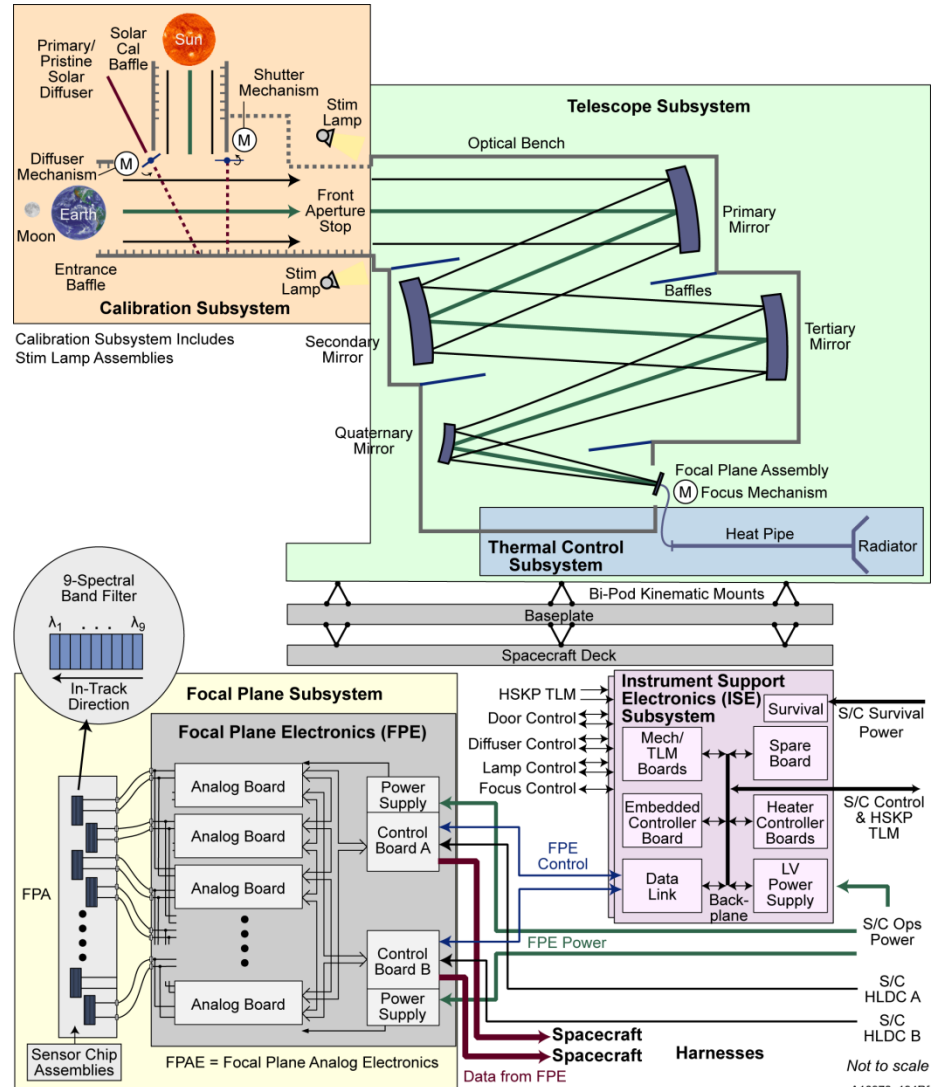 Sun
Solar
Cal
Baffle
Primary/
Pristine
Solar
Diffuser
Shutter
Mechanism
M
Stim
Lamp
Diffuser
Mechanism
M
Earth
Moon
Front
Aperture
Stop
Entrance
Baffle
Stim
Lamp
Calibration Subsystem
Calibration Subsystem Includes
Stim Lamp Assemblies
Telescope Subsystem
Optical Bench
Primary
Mirror
Baffles
Secondary
Mirror
Tertiary
Mirror
Quaternary
Mirror
Focal Plane Assembly
M Focus Mechanism
Thermal Control
Subsystem
Heat Pipe
Radiator
Bi-Pod Kinematic Mounts
Baseplate
Spacecraft Deck
9-Spectral
Band Filter
λ1 . . . λ9
In-Track
Direction
Focal Plane Subsystem
Focal Plane Electronics (FPE)
Analog Board
Analog Board
Analog Board
Analog Board
Power
Supply
Control
Board A
Control
Board B
Power
Supply
FPA
Sensor Chip
Assemblies
FPAE = Focal Plane Analog Electronics
HSKP TLM
Door Control
Diffuser Control
Lamp Control
Focus Control
Instrument Support
Electronics (ISE)
Subsystem
Survival
Mech/
TLM
Boards
Spare
Board
Embedded
Controller
Board
Heater
Controller
Boards
Data
Link
LV
Power
Supply
Back-
plane
S/C Survival
Power
S/C Control
& HSKP
TLM
FPE
Control
FPE Power
S/C Ops
Power
S/C
HLDC A
S/C
HLDC B
Spacecraft
Spacecraft
Harnesses
Data from FPE
Not to scale